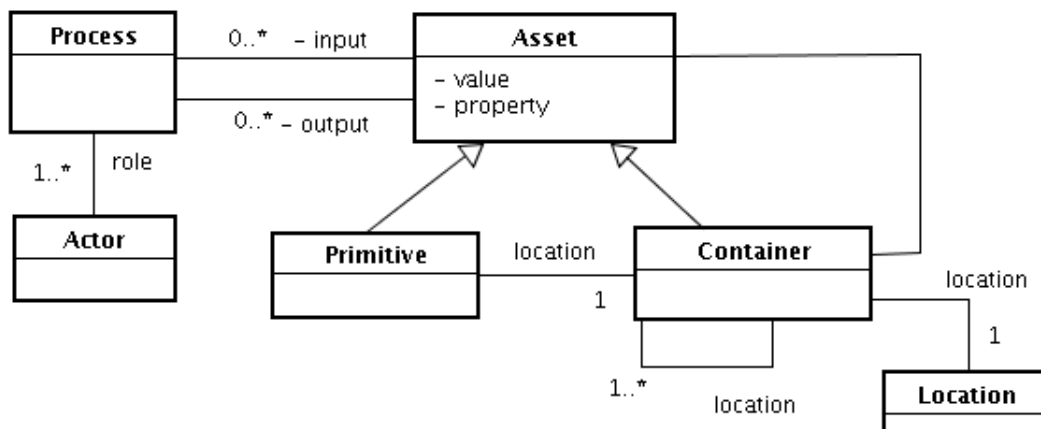 Process
0..* – input
Asset
– value
– property
0..* – output
1..*
role
Actor
Primitive
location
1
Container
location
1
1..*
location
Location